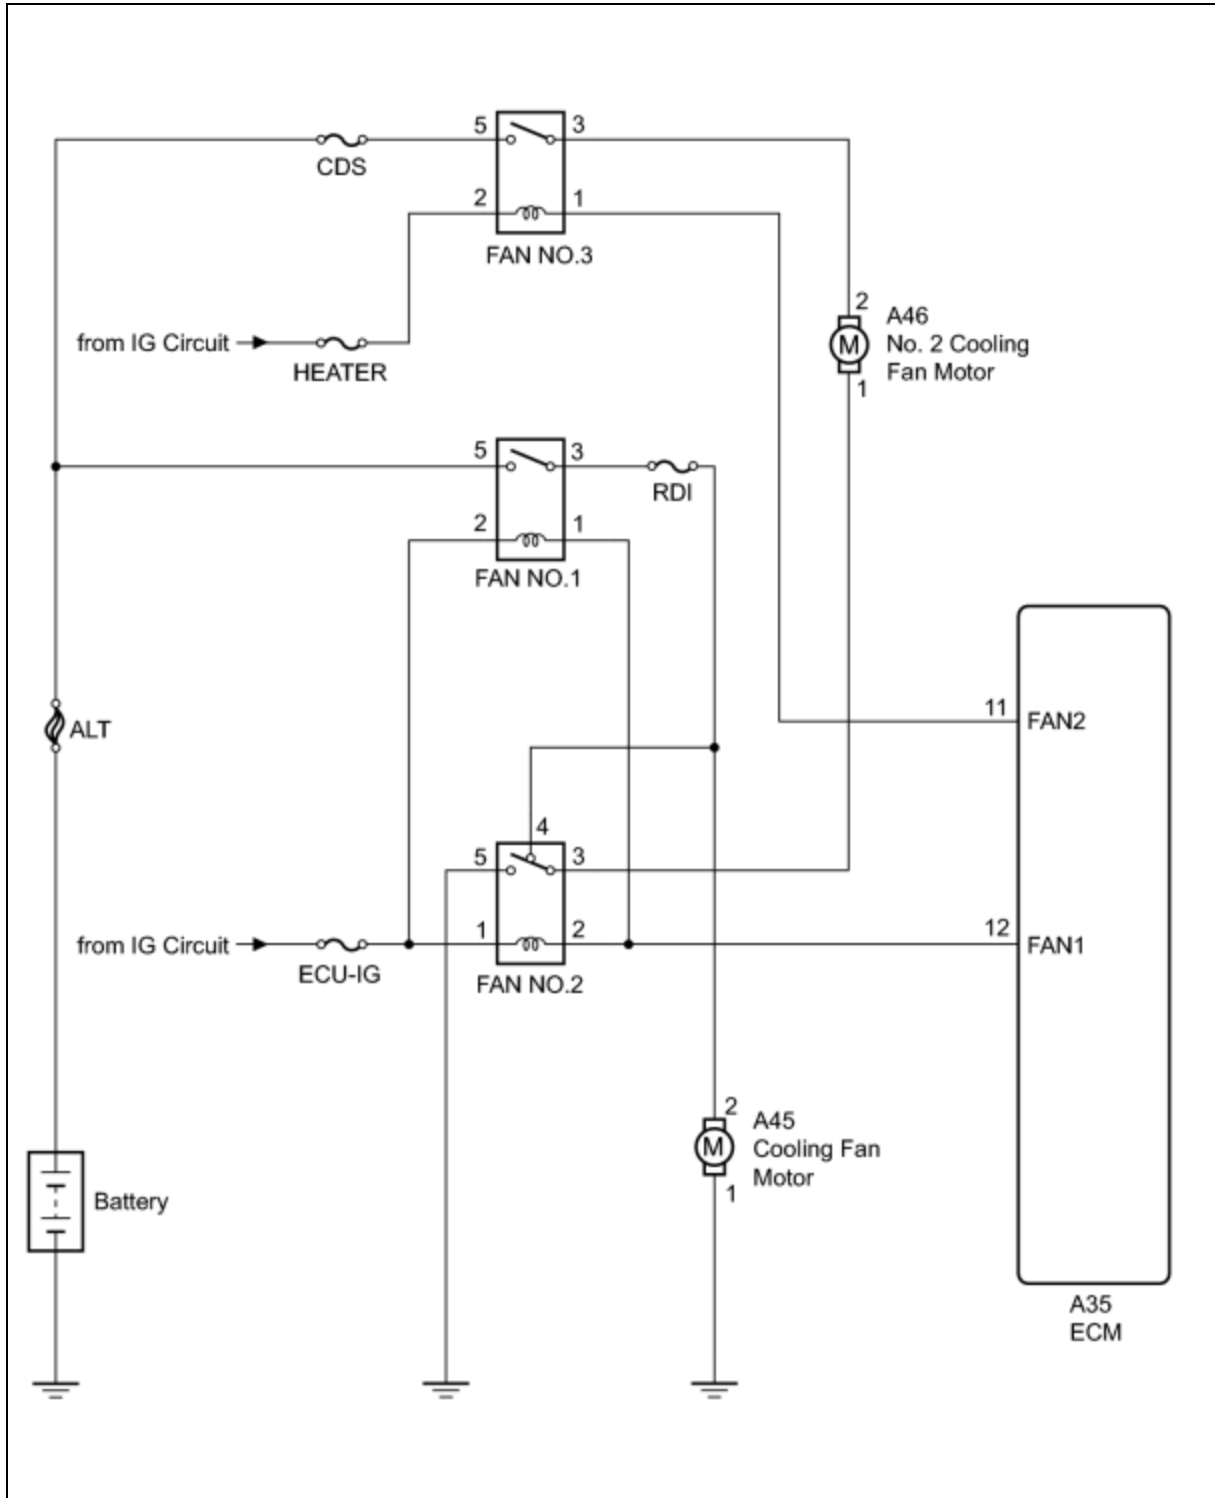 5
3
CDS
2
1
FAN NO.3
2
A46
from IG Circuit
No. 2 Cooling
HEATER
Fan Motor
1
5
3
RDI
2
1
FAN NO.1
11
FAN2
ALT
4
5
3
1
2
12
from IG Circuit
FAN1
ECU-IG
FAN NO.2
2
A45
Cooling Fan
Motor
1
Battery
A35
ECM